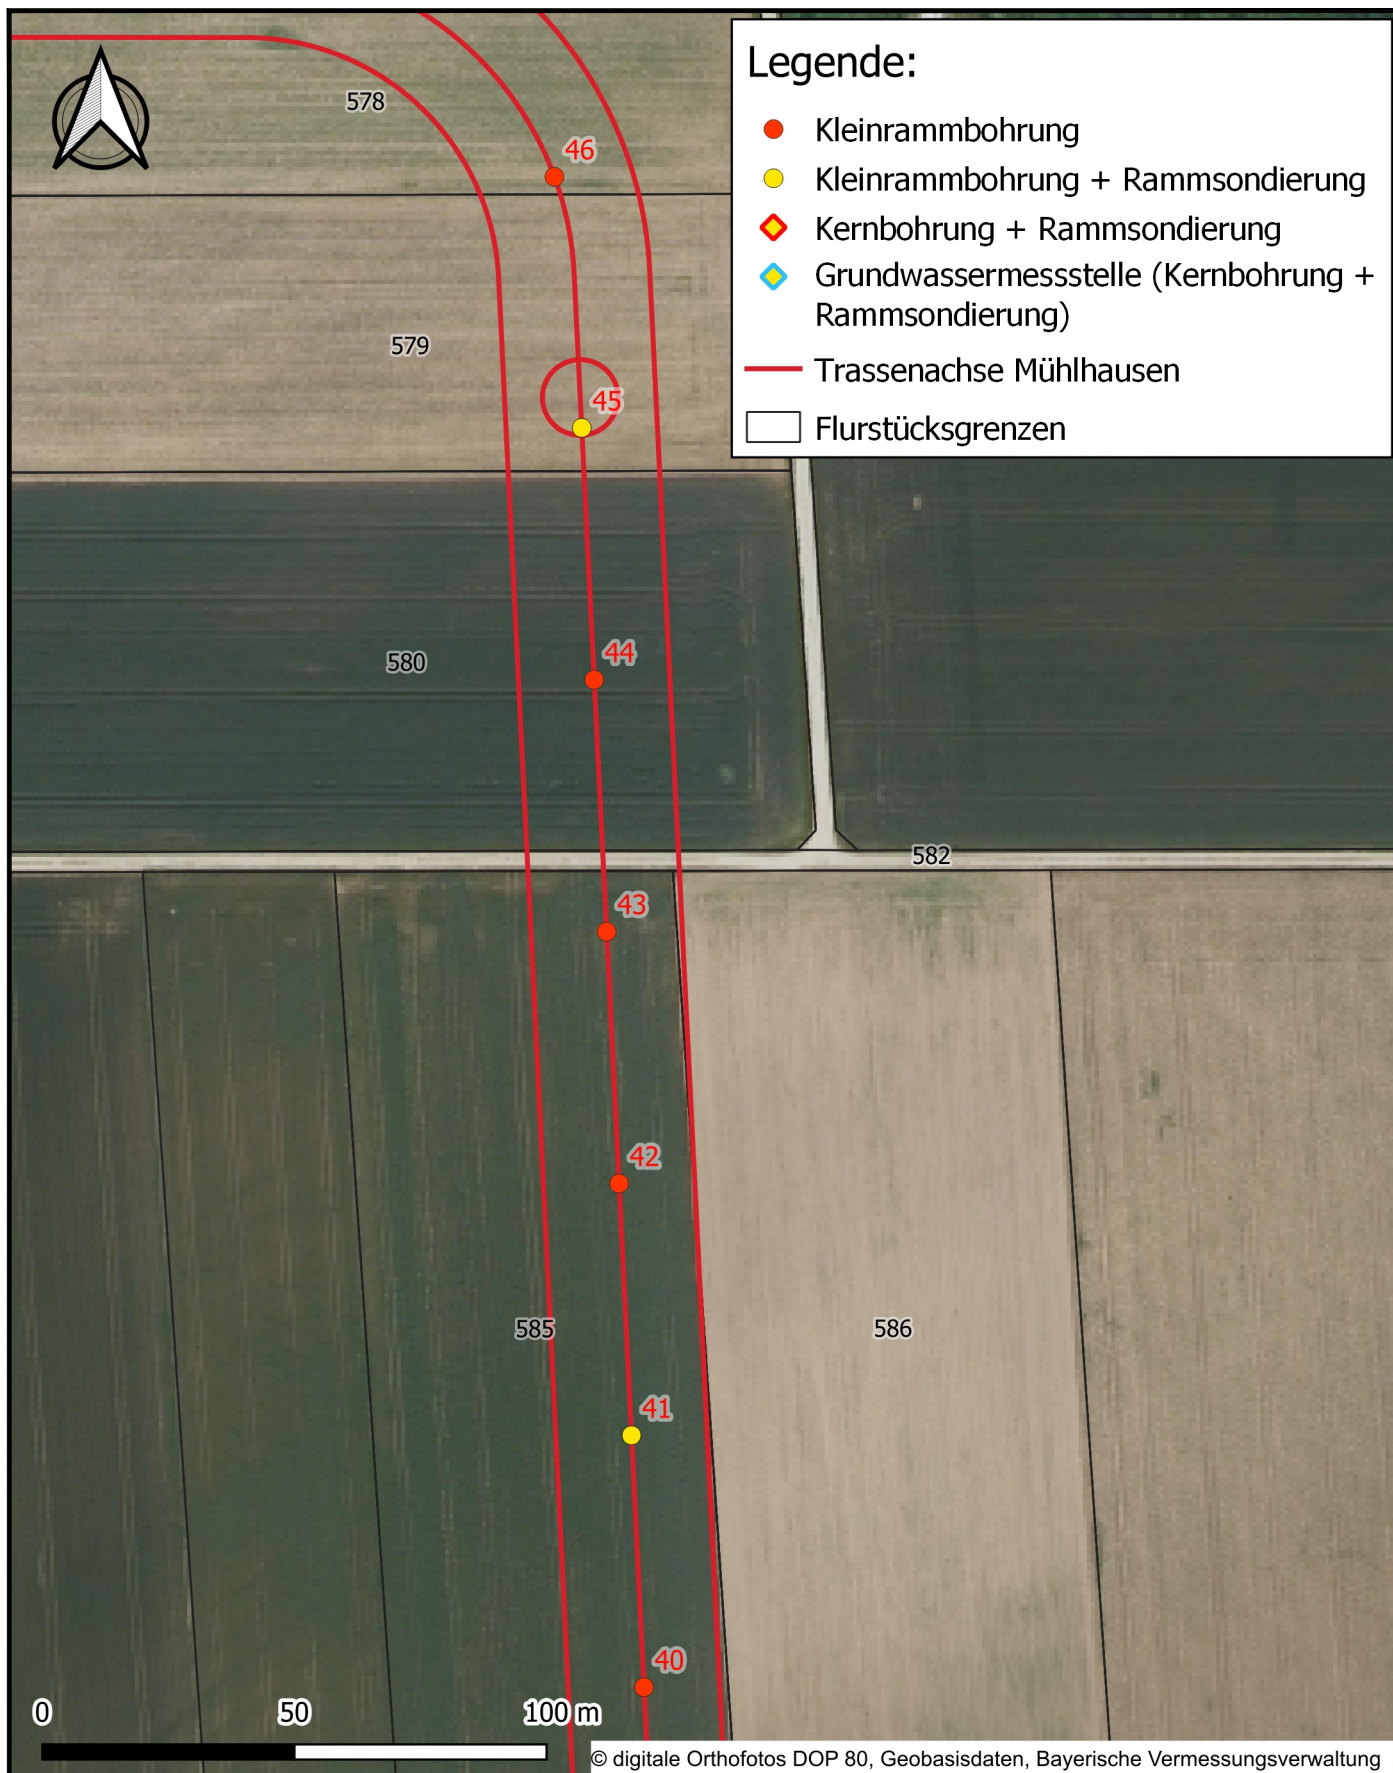 Legende:
Kleinrammbohrung
Kleinrammbohrung + Rammsondierung
Kernbohrung + Rammsondierung
Grundwassermessstelle (Kernbohrung +
Rammsondierung)
Trassenachse Mühlhausen
Flurstücksgrenzen
578
46
579
45
44
580
582
43
42
585
586
41
40
0 50 100 m
© digitale Orthofotos DOP 80, Geobasisdaten, Bayerische Vermessungsverwaltung